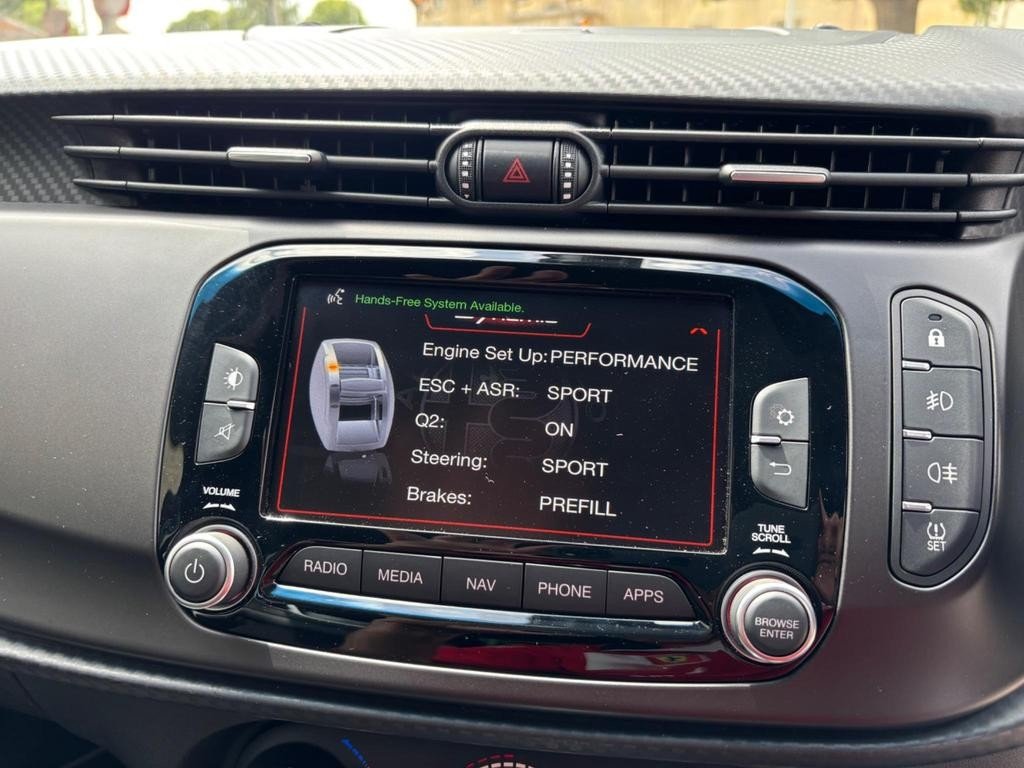 Hands-Free System Available.
Dynamic
Engine Set Up: PERFORMANCE
ESC + ASR: SPORT
Q2: ON
Steering: SPORT
Brakes: PREFILL
VOLUME
TUNE
SCROLL
RADIO MEDIA NAV PHONE APPS
BROWSE
ENTER
SET